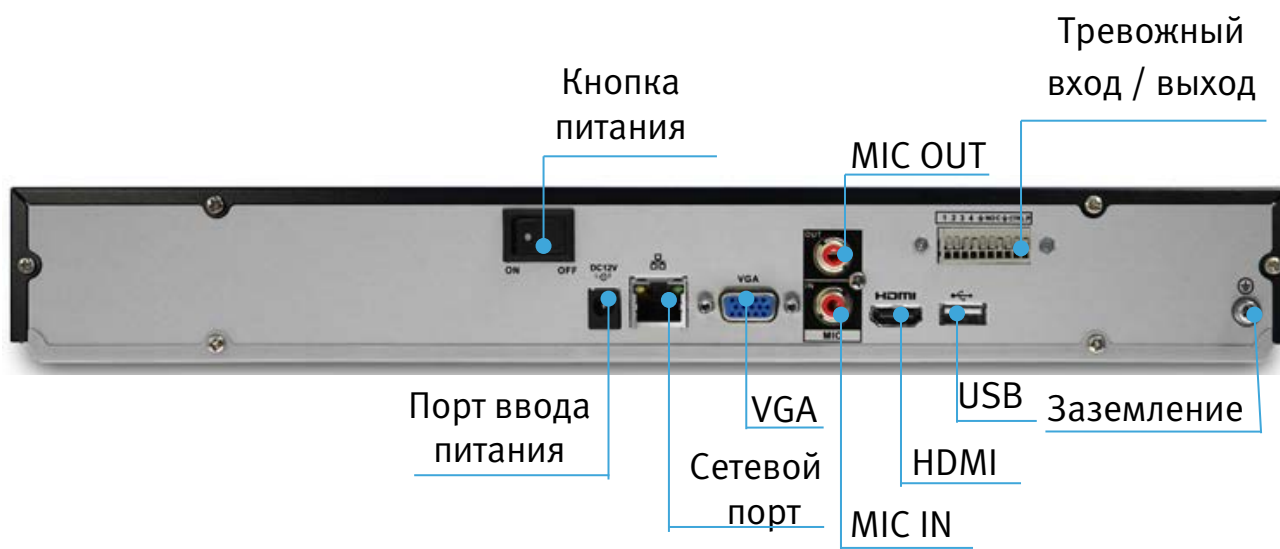 Тревожный
вход / выход
Кнопка
питания
MIC OUT
1 2 3 4
OUT
ON OFF
DC12V
VGA
IN
HDMI
MIC
Порт ввода
питания
VGA
USB
Заземление
Сетевой
порт
HDMI
MIC IN